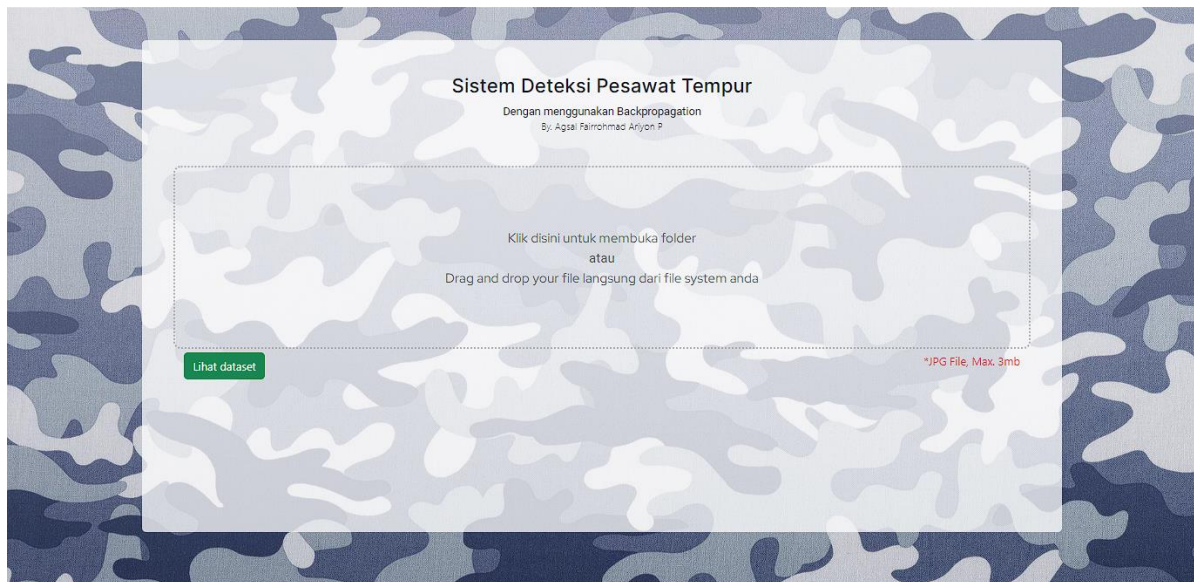 Sistem Deteksi Pesawat Tempur
Dengan menggunakan Backpropagation
By. Agsal Fairrohmad Ariyon P
Klik disini untuk membuka folder
atau
Drag and drop your file langsung dari file system anda
Lihat dataset
*JPG File, Max. 3mb